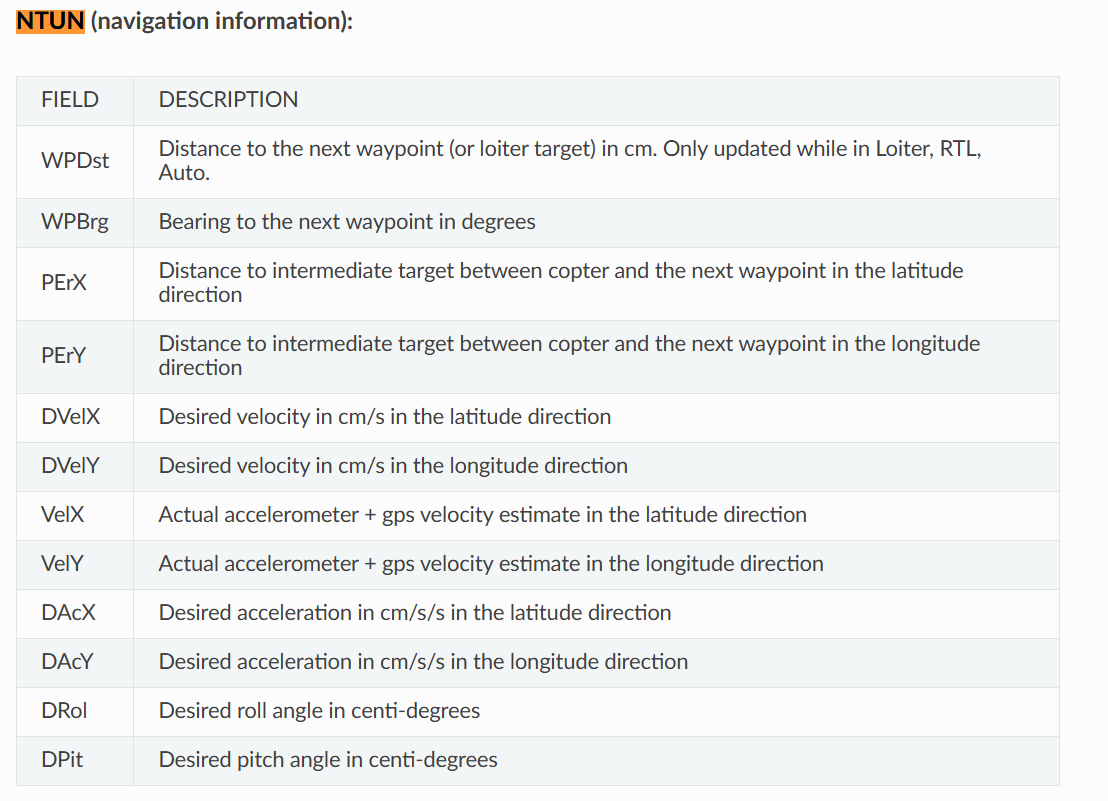 NTUN (navigation information):
FIELD DESCRIPTION
WPDst Distance to the next waypoint (or loiter target) in cm. Only updated while in Loiter, RTL,
Auto.
WPBrg Bearing to the next waypoint in degrees
PErX Distance to intermediate target between copter and the next waypoint in the latitude
direction
PErY Distance to intermediate target between copter and the next waypoint in the longitude
direction
DVelX Desired velocity in cm/s in the latitude direction
DVelY Desired velocity in cm/s in the longitude direction
VelX Actual accelerometer + gps velocity estimate in the latitude direction
VelY Actual accelerometer + gps velocity estimate in the longitude direction
DAcX Desired acceleration in cm/s/s in the latitude direction
DAcY Desired acceleration in cm/s/s in the longitude direction
DRol Desired roll angle in centi-degrees
DPit Desired pitch angle in centi-degrees